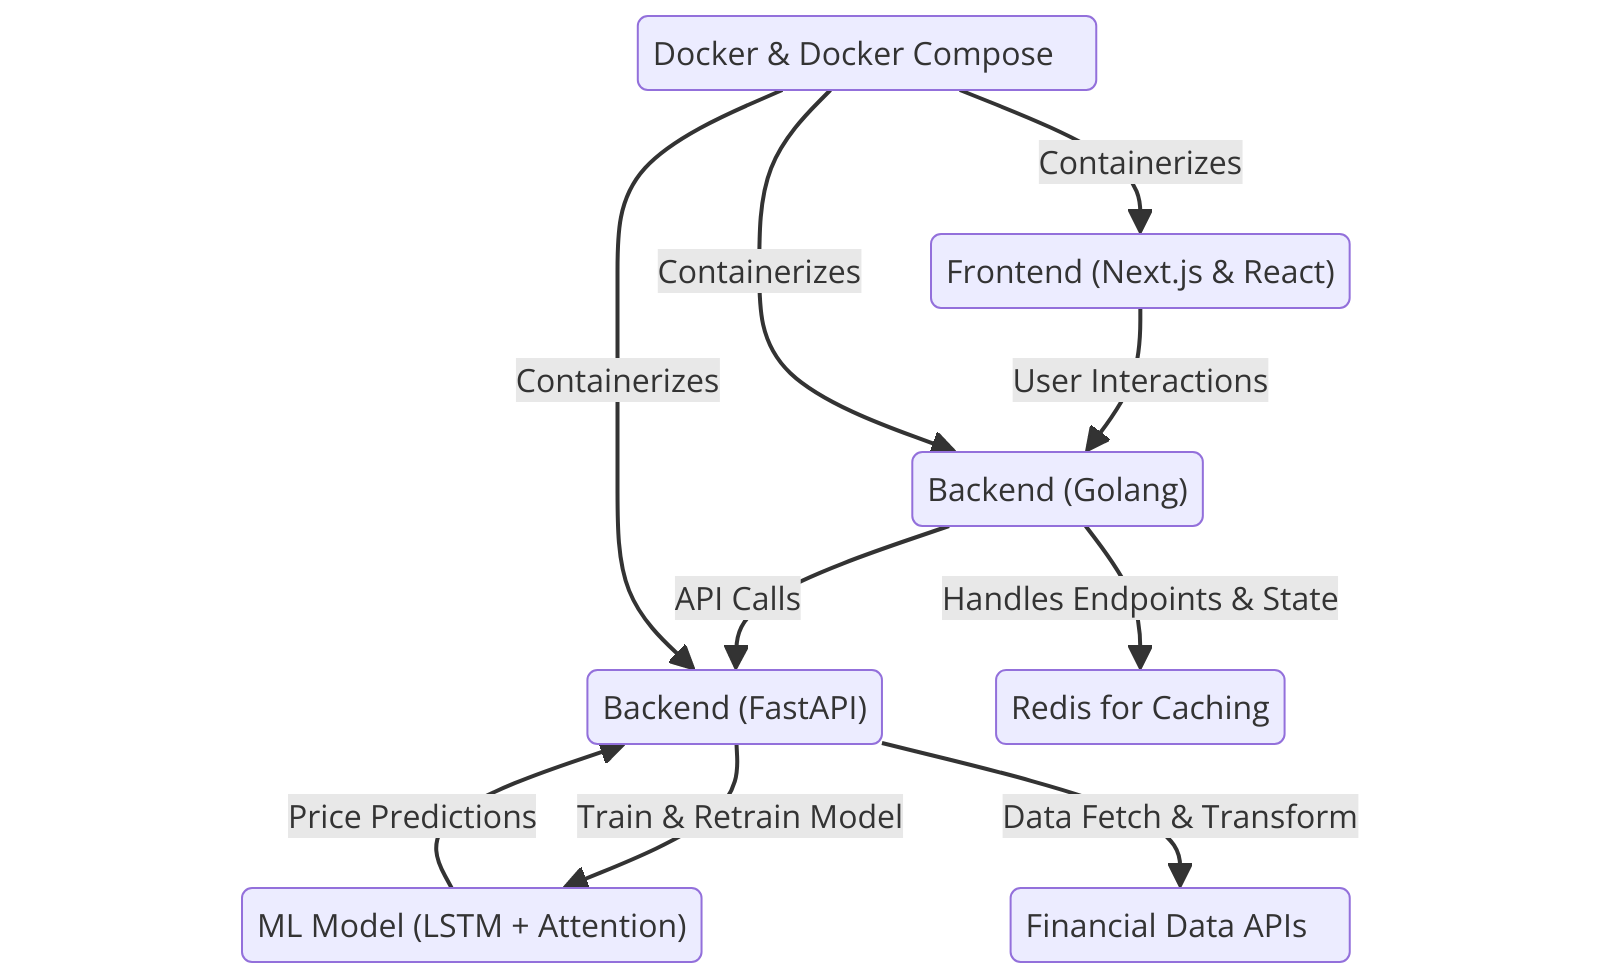 Docker & Docker Compose
Containerizes
Containerizes
Frontend (Next.js & React)
Containerizes
User Interactions
Backend (Golang)
API Calls
Handles Endpoints & State
Backend (FastAPI)
Redis for Caching
Price Predictions
Train & Retrain Model
Data Fetch & Transform
ML Model (LSTM + Attention)
Financial Data APIs